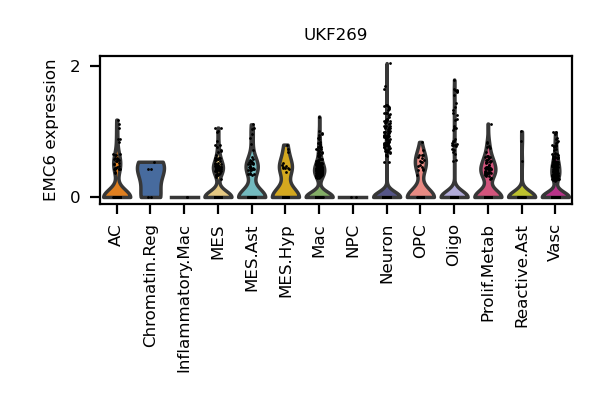 UKF269
EMC6 expression
2
0
AC
Chromatin.Reg
Inflammatory.Mac
MES
MES.Ast
MES.Hyp
Mac
NPC
Neuron
OPC
Oligo
Prolif.Metab
Reactive.Ast
Vasc